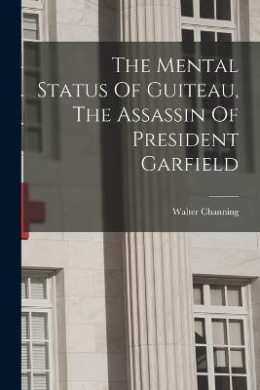 The Mental
Status Of Guiteau,
The Assassin Of
President
Garfield
Walter Channing